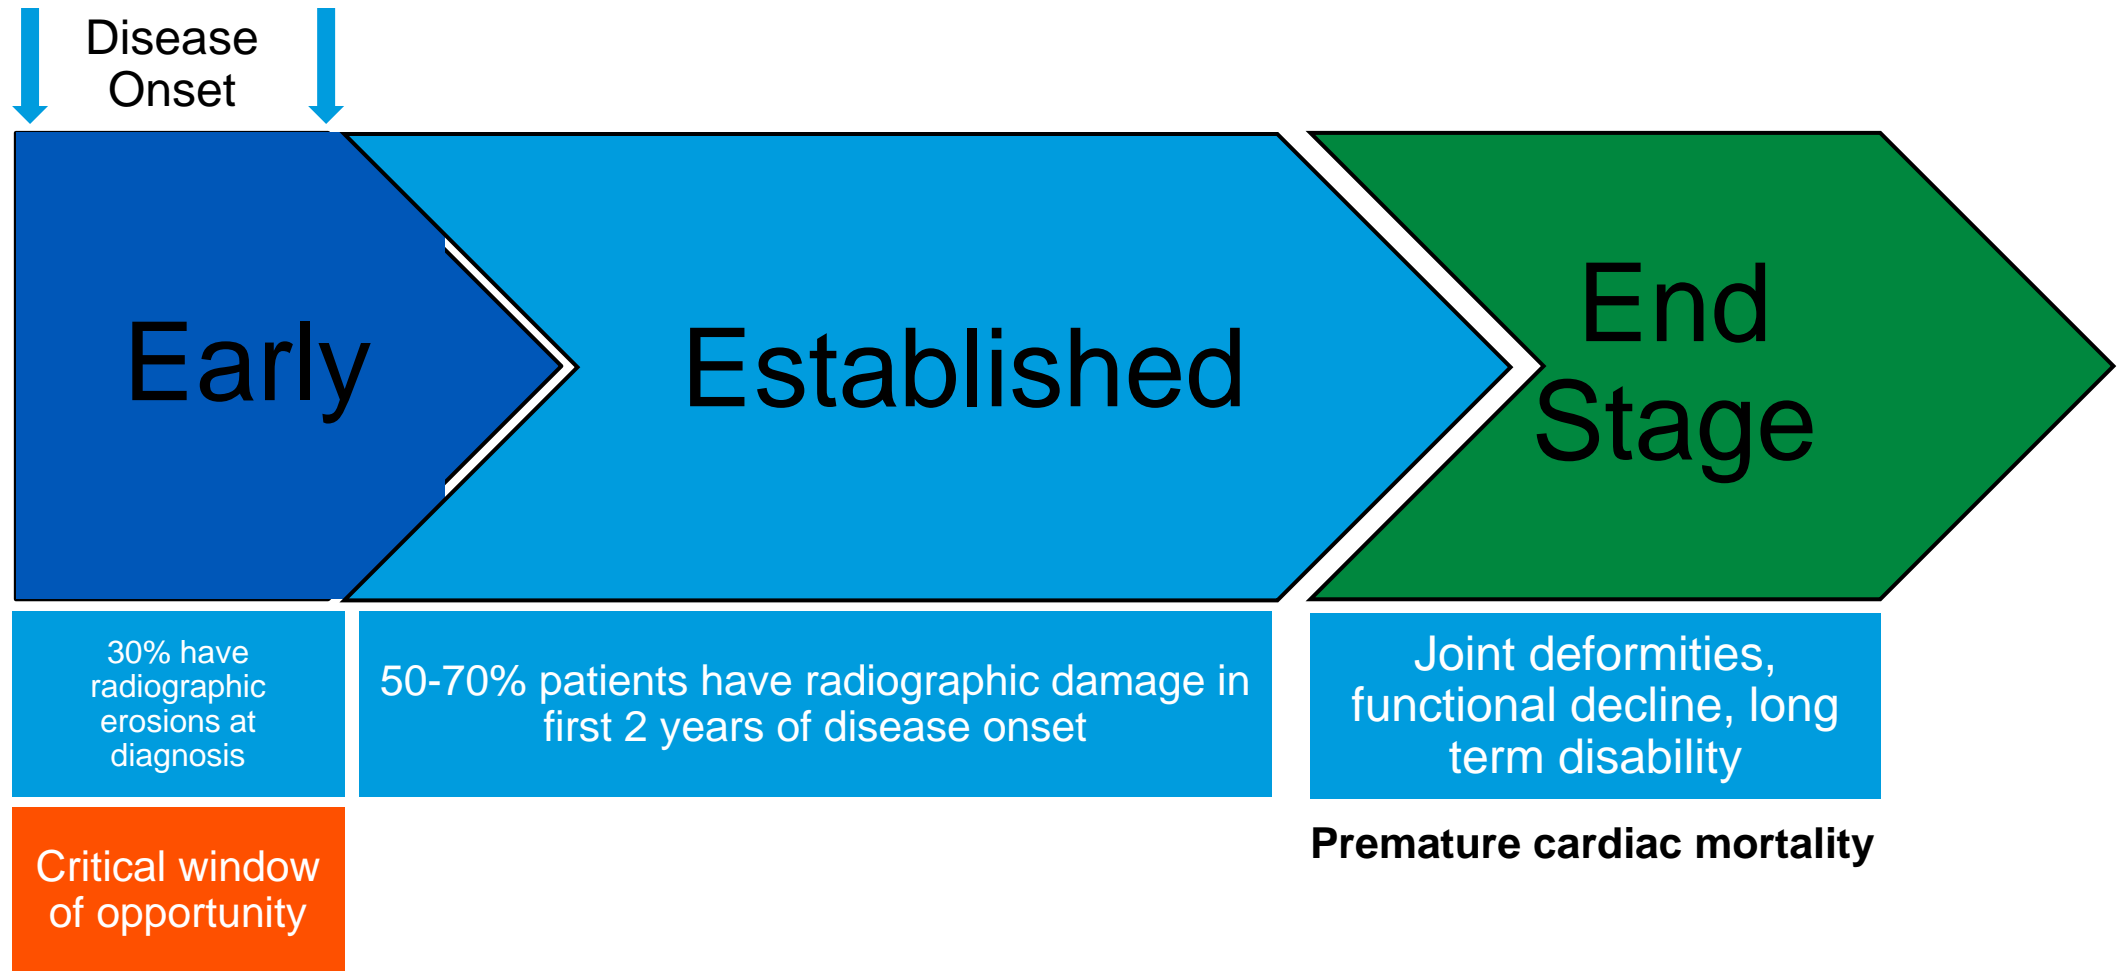 Disease
Onset
Early
Established
End
Stage
30% have
radiographic
erosions at
diagnosis
50-70% patients have radiographic damage in
first 2 years of disease onset
Joint deformities,
functional decline, long
term disability
Critical window
of opportunity
Premature cardiac mortality